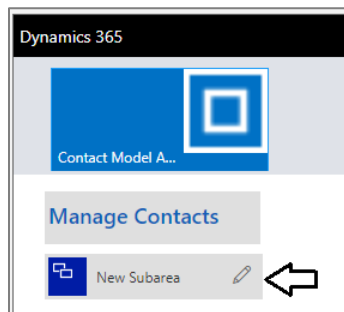 Dynamics 365
Contact Model A...
Manage Contacts
New Subarea